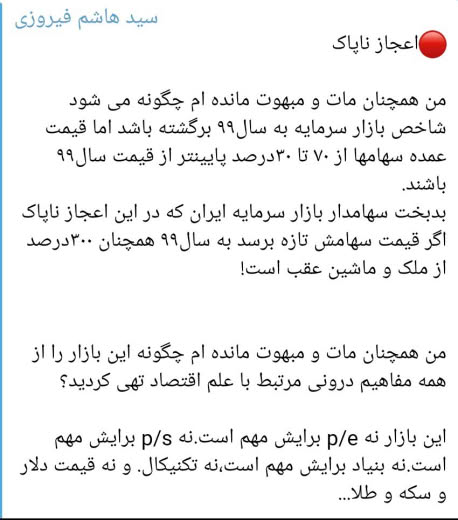 سید هاشم فیروزی
🔴اعجاز ناپاک
من همچنان مات و مبهوت مانده ام چگونه می شود
شاخص بازار سرمایه به سال۹۹ برگشته باشد اما قیمت
عمده سهامها از ۷۰ تا ۳۰درصد پایینتر از قیمت سال۹۹
باشند.
بدبخت سهامدار بازار سرمایه ایران که در این اعجاز ناپاک
اگر قیمت سهامش تازه برسد به سال۹۹ همچنان ۳۰۰درصد
از ملک و ماشین عقب است!
من همچنان مات و مبهوت مانده ام چگونه این بازار را از
همه مفاهیم درونی مرتبط با علم اقتصاد تهی کردید؟
این بازار نه p/e برایش مهم است.نه p/s برایش مهم
است.نه بنیاد برایش مهم است،نه تکنیکال. و نه قیمت دلار
و سکه و طلا...